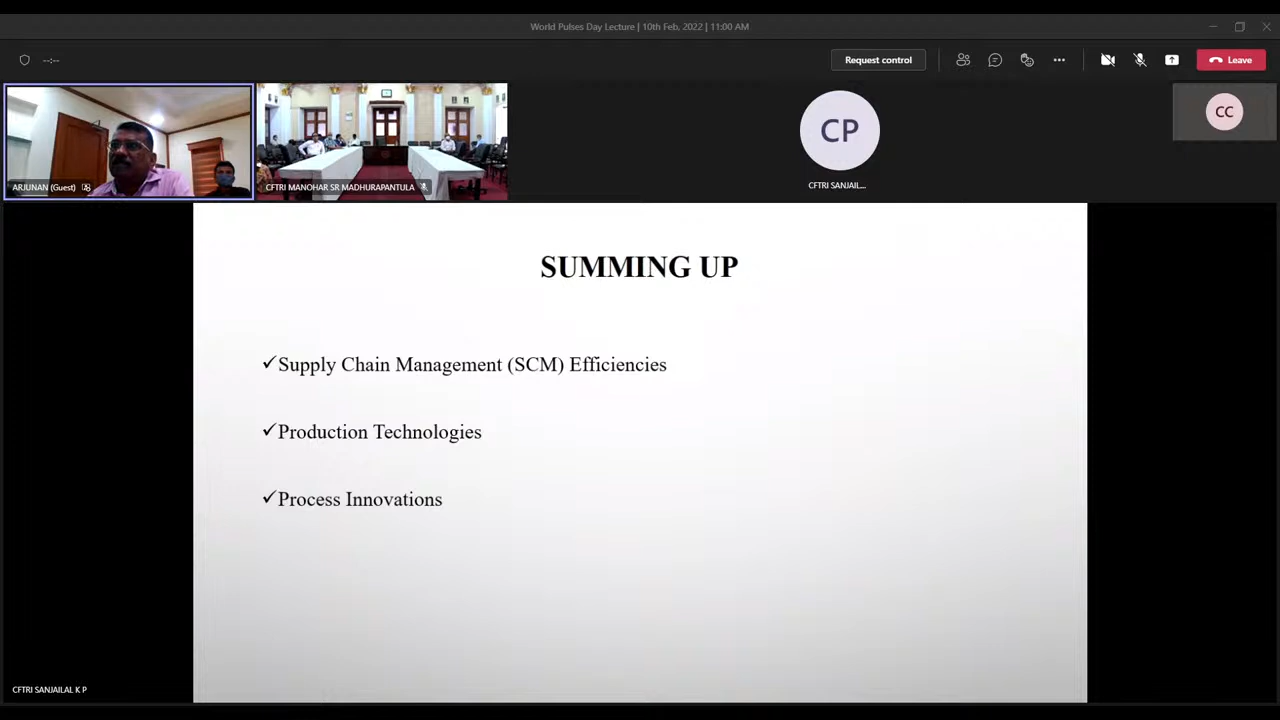 World Pulses Day Lecture | 10th Feb, 2022 | 11:00 AM
--:--
Request control
Leave
ARJUNAN (Guest)
CFTRI MANOHAR SR MADHURAPANTULA
CP
CFTRI SANJAIL...
CC
SUMMING UP
✓Supply Chain Management (SCM) Efficiencies
✓Production Technologies
✓Process Innovations
CFTRI SANJAILAL K P